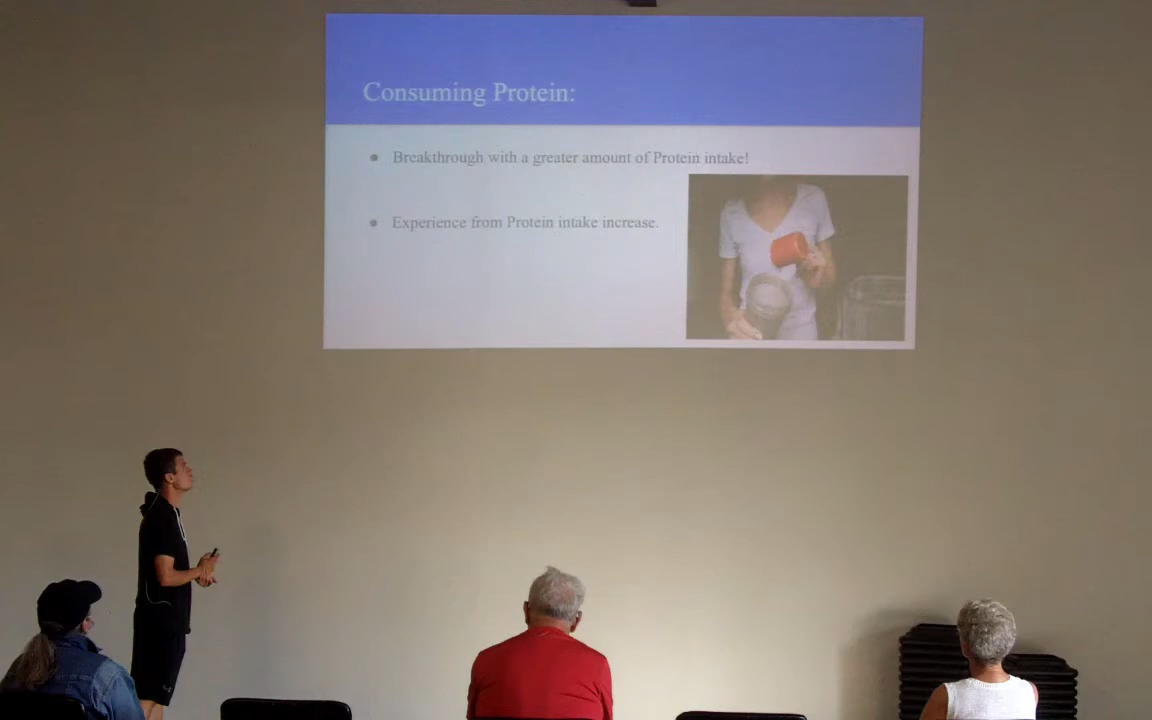 Consuming Protein:
● Breakthrough with a greater amount of Protein intake!
● Experience from Protein intake increase.